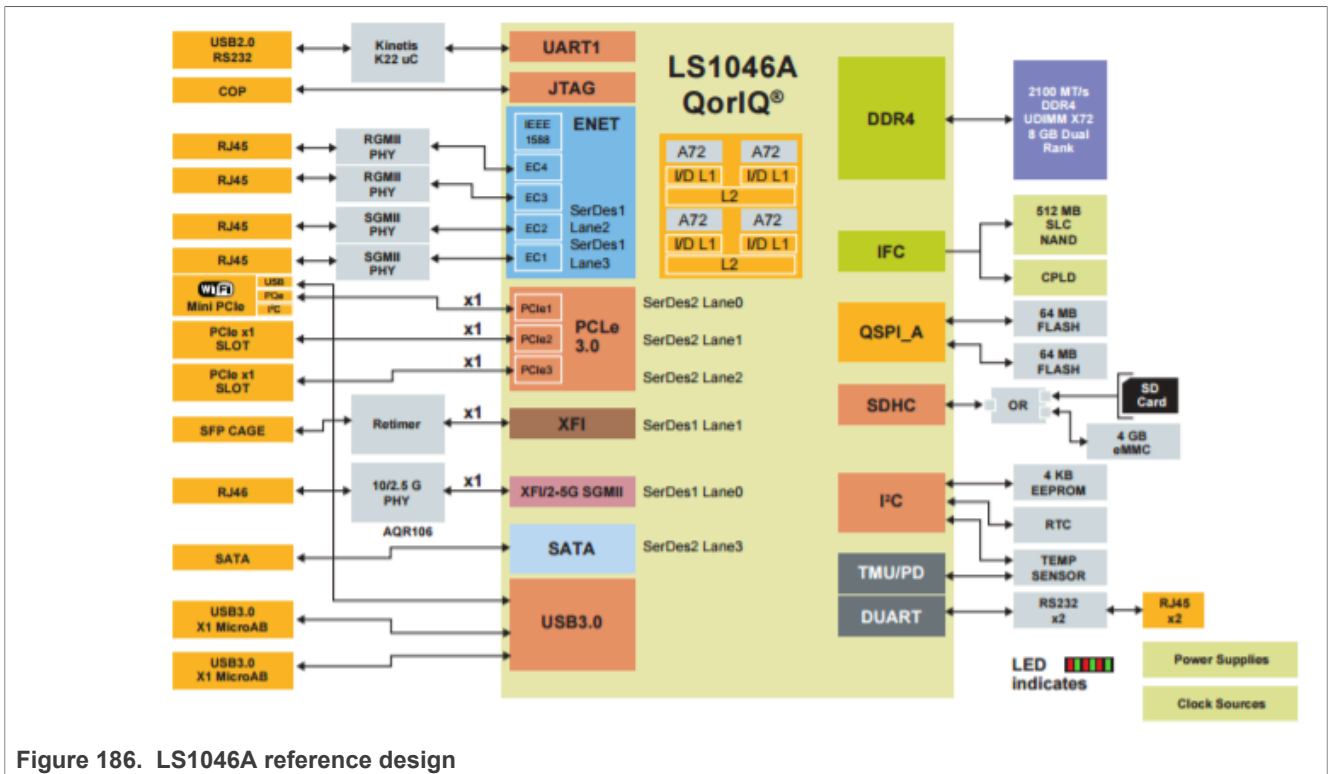 USB2.0
RS232
Kinetis
K22 uC
UART1
COP
JTAG
RJ45
RGMII
PHY
RJ45
RGMII
PHY
RJ45
SGMII
PHY
RJ45
SGMII
PHY
IEEE
1588
ENET
EC4
EC3
EC2
EC1
SerDes1
Lane2
SerDes1
Lane3
WiFi
Mini PCIe
USB
PCIe
I²C
x1
PCIe1
SerDes2 Lane0
PCIe x1
SLOT
x1
PCIe2
PCLe
3.0
SerDes2 Lane1
PCIe x1
SLOT
x1
PCIe3
SerDes2 Lane2
SFP CAGE
Retimer
x1
XFI
SerDes1 Lane1
RJ46
10/2.5 G
PHY
AQR106
x1
XFI/2-5G SGMII
SerDes1 Lane0
SATA
SATA
SerDes2 Lane3
USB3.0
X1 MicroAB
USB3.0
X1 MicroAB
USB3.0
LS1046A
QorIQ®
A72 A72
I/D L1 I/D L1
L2
A72 A72
I/D L1 I/D L1
L2
DDR4
2100 MT/s
DDR4
UDIMM X72
8 GB Dual
Rank
IFC
512 MB
SLC
NAND
CPLD
QSPI_A
64 MB
FLASH
64 MB
FLASH
SDHC
OR
SD
Card
4 GB
eMMC
I²C
4 KB
EEPROM
RTC
TEMP
SENSOR
TMU/PD
DUART
RS232
x2
RJ45
x2
LED
indicates
Power Supplies
Clock Sources
Figure 186. LS1046A reference design